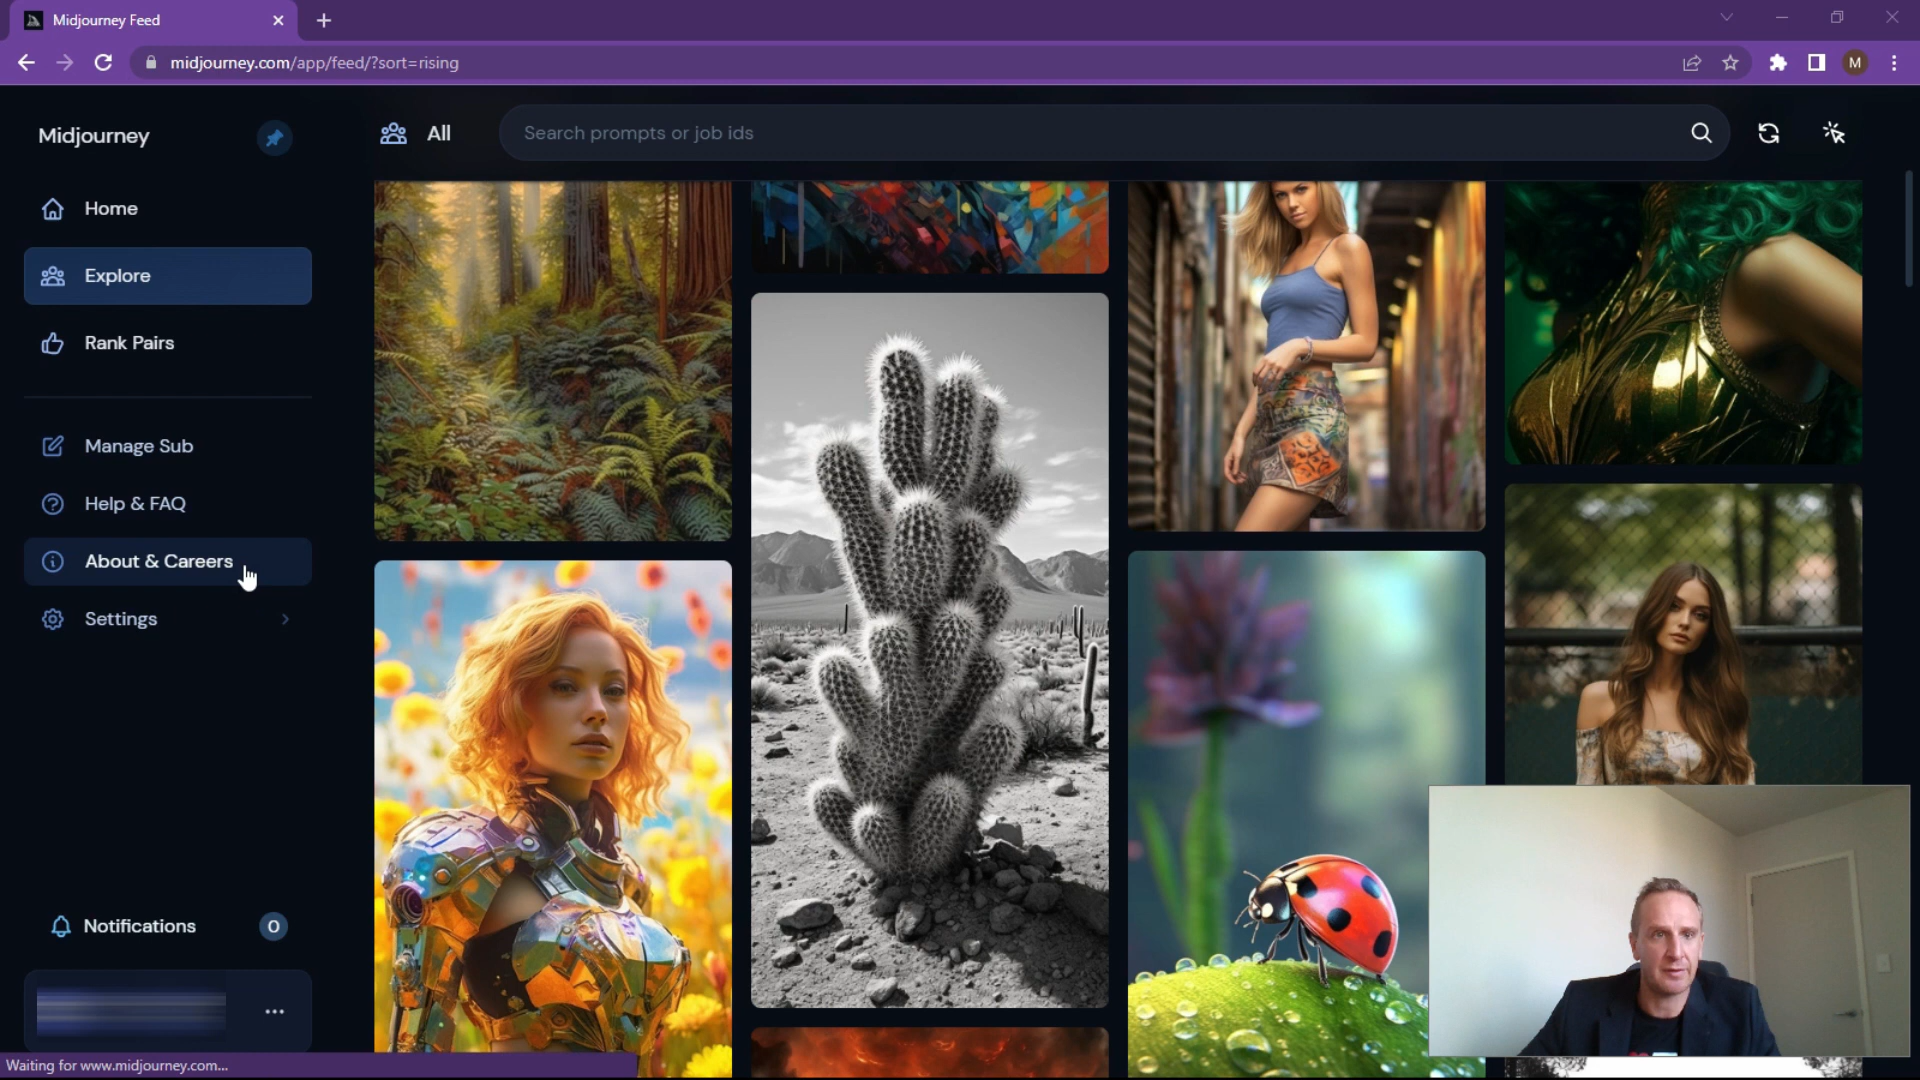 Midjourney Feed
midjourney.com/app/feed/?sort=rising
M
Midjourney
All
Search prompts or job ids
Home
Explore
Rank Pairs
Manage Sub
Help & FAQ
About & Careers
Settings
Notifications
0
Waiting for www.midjourney.com...